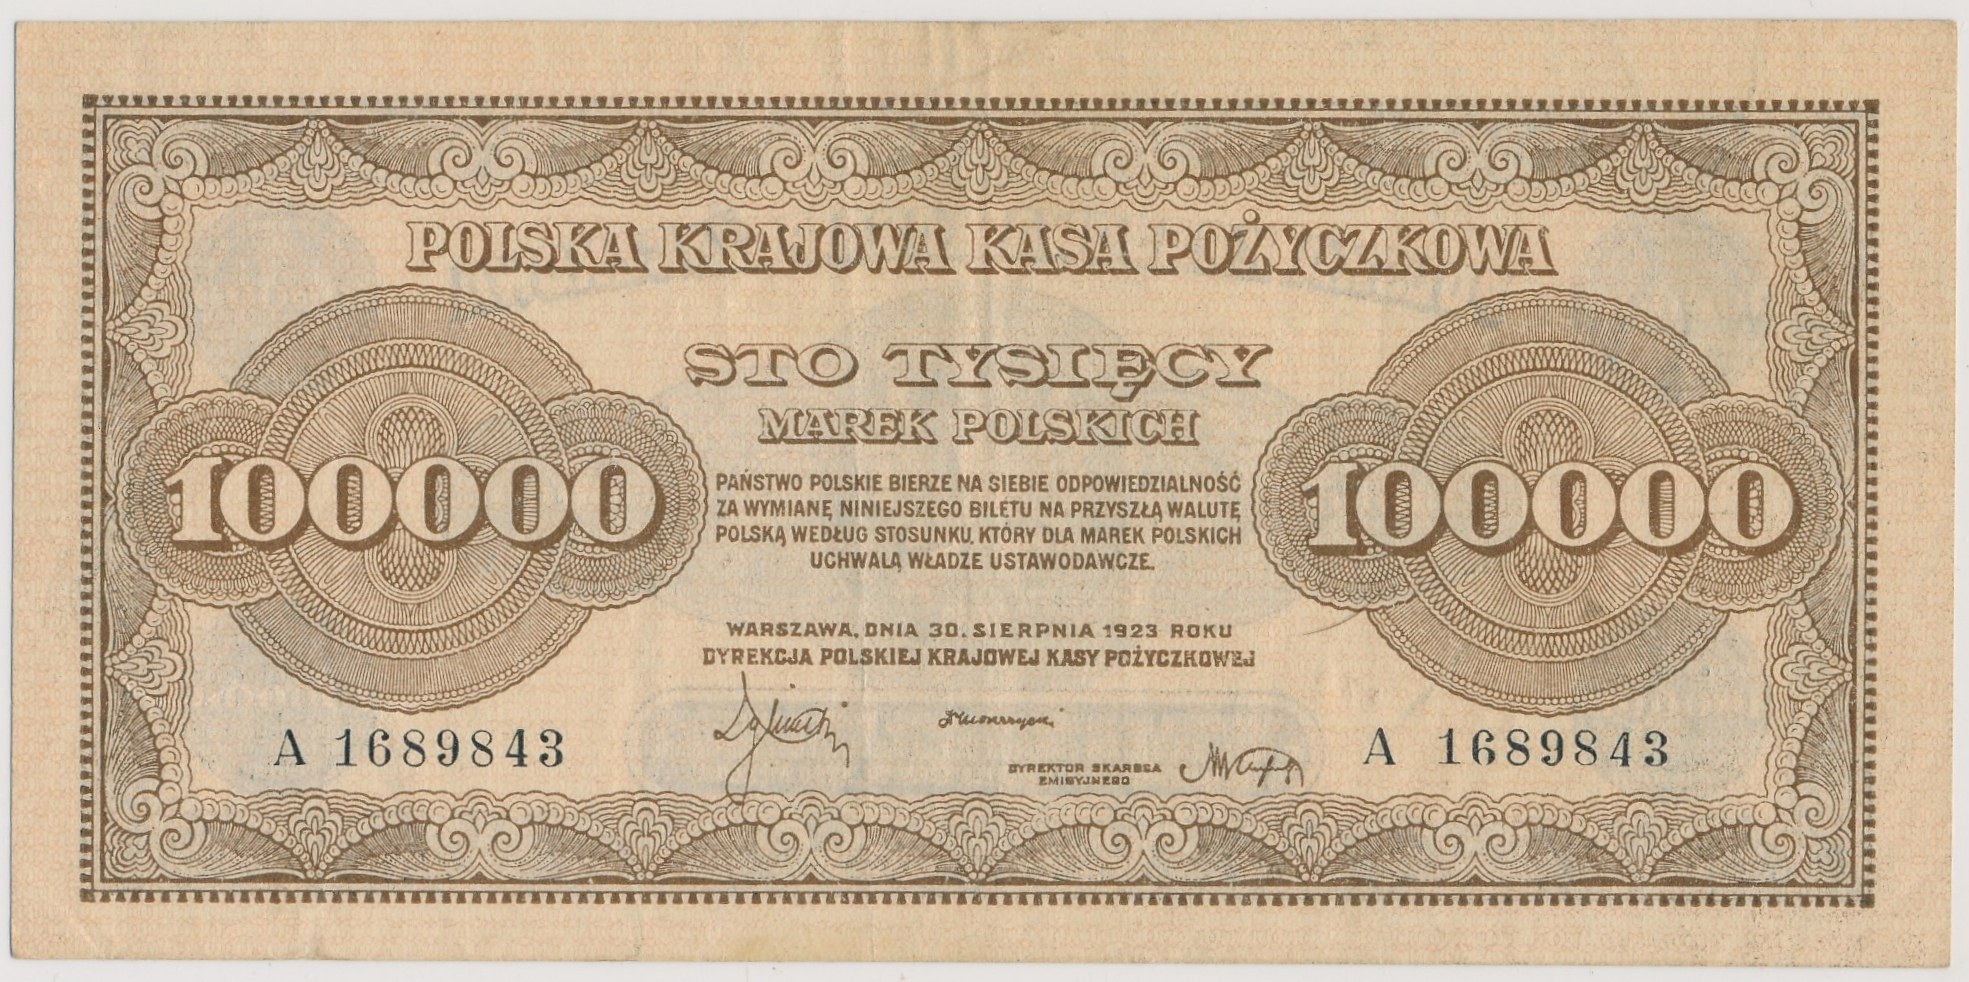 POLSKA KRAJOWA KASA POŻYCZKOWA
STO TYSIĘCY
MAREK POLSKICH
100000 100000
PAŃSTWO POLSKIE BIERZE NA SIEBIE ODPOWIEDZIALNOŚĆ
ZA WYMIANĘ NINIEJSZEGO BILETU NA PRZYSZŁĄ WALUTĘ
POLSKĄ WEDŁUG STOSUNKU, KTÓRY DLA MAREK POLSKICH
UCHWALĄ WŁADZE USTAWODAWCZE.
WARSZAWA, DNIA 30. SIERPNIA 1923 ROKU
DYREKCJA POLSKIEJ KRAJOWEJ KASY POŻYCZKOWEJ
A 1689843 A 1689843
DYREKTOR SKARBCA
EMISYJNEGO